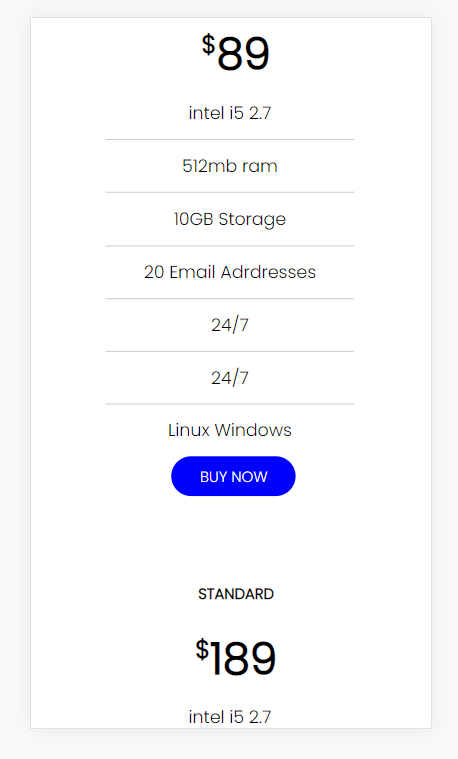 $89
intel i5 2.7
512mb ram
10GB Storage
20 Email Adrdresses
24/7
24/7
Linux Windows
BUY NOW
STANDARD
$189
intel i5 2.7